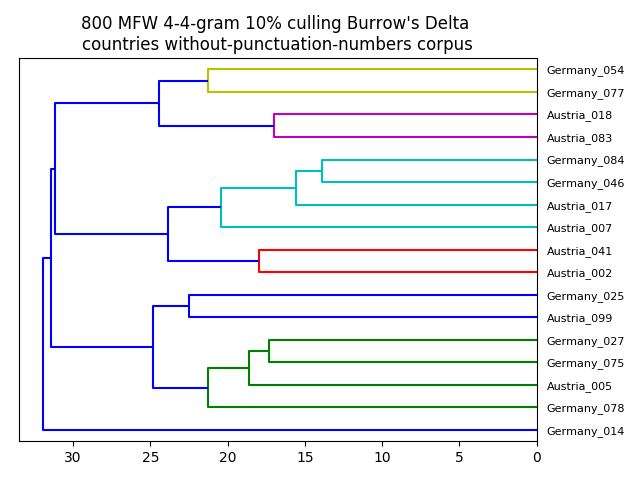 800 MFW 4-4-gram 10% culling Burrow's Delta
countries without-punctuation-numbers corpus
Germany_054
Germany_077
Austria_018
Austria_083
Germany_084
Germany_046
Austria_017
Austria_007
Austria_041
Austria_002
Germany_025
Austria_099
Germany_027
Germany_075
Austria_005
Germany_078
Germany_014
30 25 20 15 10 5 0